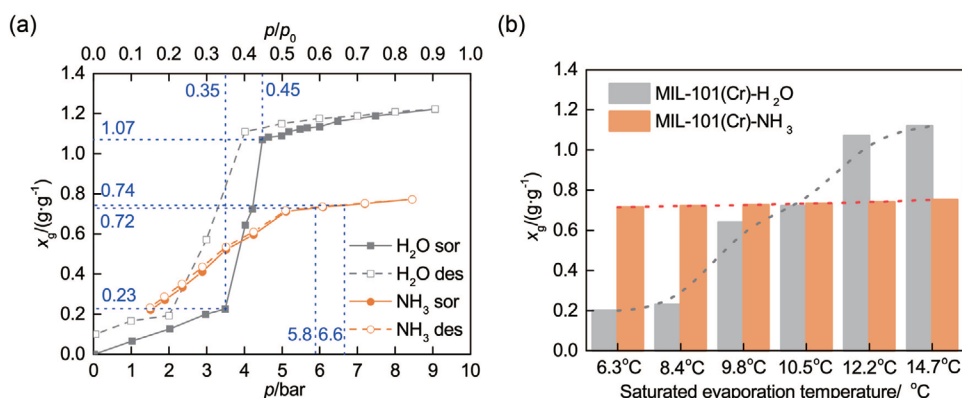 (a)
p/p₀
0.0 0.1 0.2 0.3 0.4 0.5 0.6 0.7 0.8 0.9 1.0
1.4
1.2
1.0
0.8
0.6
0.4
0.2
0.0
x_g/(g·g⁻¹)
0.35
0.45
1.07
0.74
0.72
0.23
5.8
6.6
H₂O sor
H₂O des
NH₃ sor
NH₃ des
0 1 2 3 4 5 6 7 8 9 10
p/bar
(b)
1.4
1.2
1.0
0.8
0.6
0.4
0.2
0.0
x_g/(g·g⁻¹)
MIL-101(Cr)-H₂O
MIL-101(Cr)-NH₃
6.3°C 8.4°C 9.8°C 10.5°C 12.2°C 14.7°C
Saturated evaporation temperature/ °C